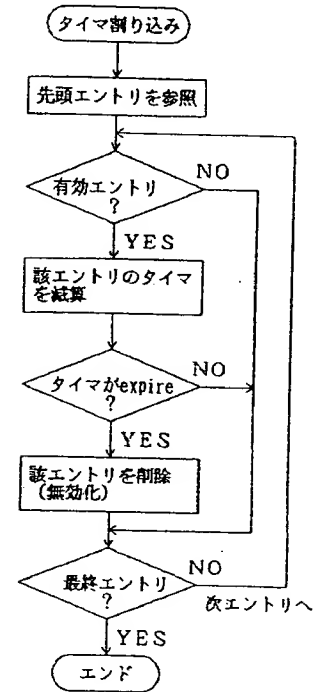 タイマ割り込み
先頭エントリを参照
有効エントリ
?
NO
YES
該エントリのタイマ
を減算
タイマがexpire
?
NO
YES
該エントリを削除
(無効化)
最終エントリ
?
NO
次エントリへ
YES
エンド